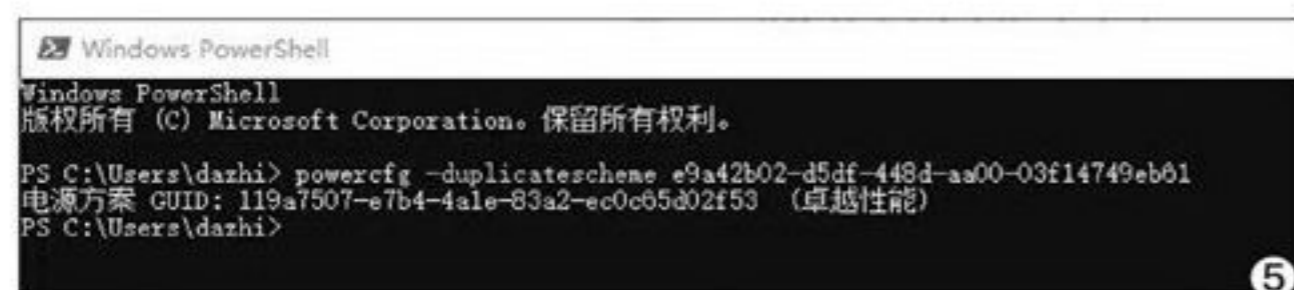 Windows PowerShell
Windows PowerShell
版权所有 (C) Microsoft Corporation。保留所有权利。
PS C:\Users\dazhi> powercfg -duplicatescheme e9a42b02-d5df-448d-aa00-03f14749eb61
电源方案 GUID: 119a7507-e7b4-4a1e-83a2-ec0c65d02f53 (卓越性能)
PS C:\Users\dazhi>
⑤